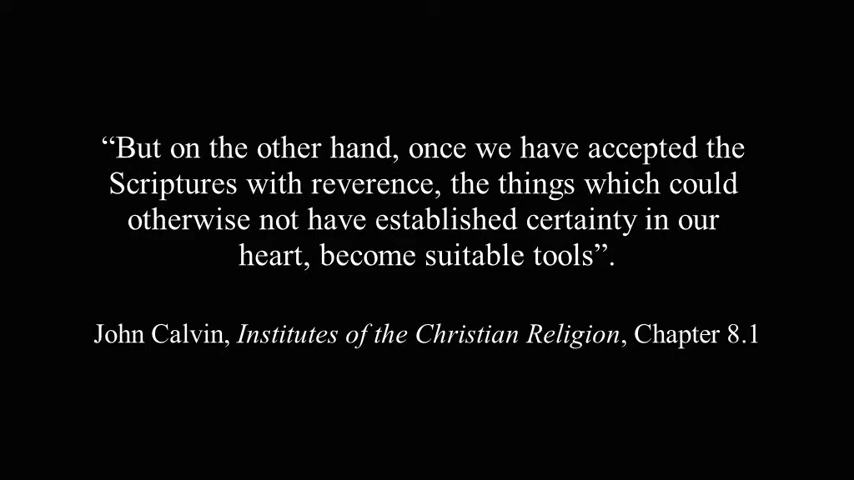 “But on the other hand, once we have accepted the
Scriptures with reverence, the things which could
otherwise not have established certainty in our
heart, become suitable tools”.
John Calvin, Institutes of the Christian Religion, Chapter 8.1